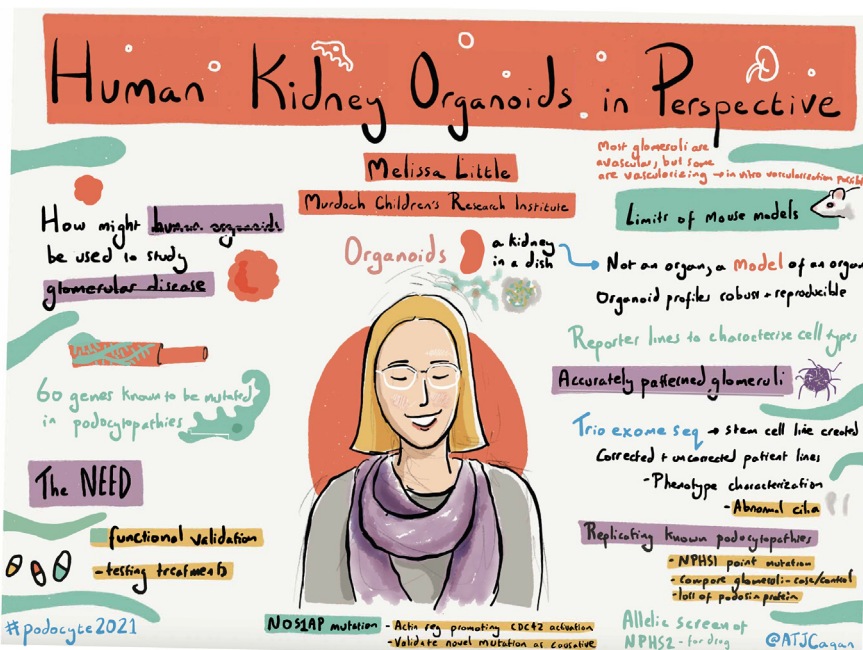 Human Kidney Organoids in Perspective
Melissa Little
Murdoch Children's Research Institute
How might human organoids
be used to study
glomerular disease
60 genes known to be mutated
in podocytopathies
The NEED
functional validation
- testing treatments
#podocyte2021
Organoids
a kidney
in a dish
NOS1AP mutation
- Actin reg promoting CDC42 activation
- Validate novel mutation as causative
Most glomeruli are
avascular, but some
are vascularizing → in vitro vascularization possib
Limits of mouse models
Not an organ, a model of an organ
Organoid profiles robust + reproducible
Reporter lines to characterise cell types
Accurately patterned glomeruli
Trio exome seq → stem cell line created
Corrected + uncorrected patient lines
- Phenotype characterization
- Abnormal cilia
Replicating known podocytopathies
- NPHS1 point mutation
- compare glomeruli - case/control
- loss of podosin protein
Allelic screen of
NPHS2 - for drug
@ATJCagan